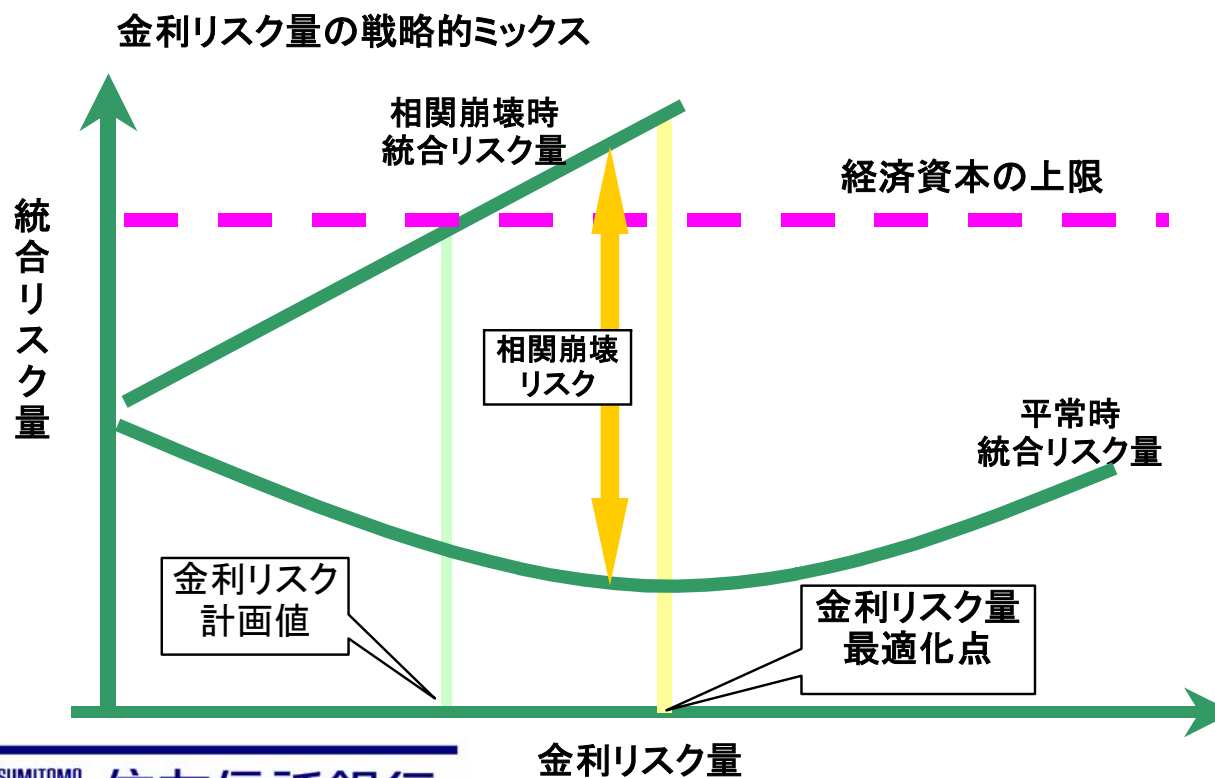 金利リスク量の戦略的ミックス
相関崩壊時
統合リスク量
経済資本の上限
統合リスク量
相関崩壊
リスク
平常時
統合リスク量
金利リスク
計画値
金利リスク量
最適化点
金利リスク量
SUMITOMO